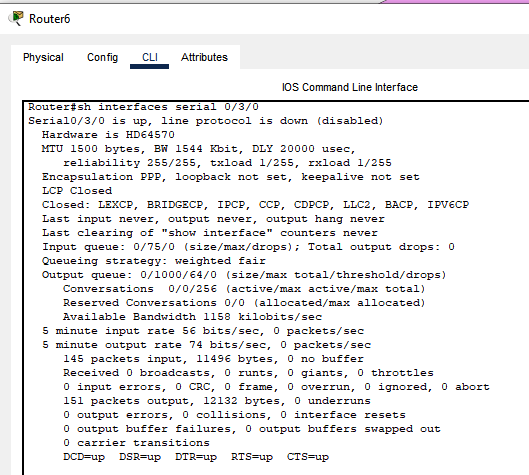 Router6
Physical Config CLI Attributes
IOS Command Line Interface
Router#sh interfaces serial 0/3/0
Serial0/3/0 is up, line protocol is down (disabled)
Hardware is HD64570
MTU 1500 bytes, BW 1544 Kbit, DLY 20000 usec,
reliability 255/255, txload 1/255, rxload 1/255
Encapsulation PPP, loopback not set, keepalive not set
LCP Closed
Closed: LEXCP, BRIDGECP, IPCP, CCP, CDPCP, LLC2, BACP, IPV6CP
Last input never, output never, output hang never
Last clearing of "show interface" counters never
Input queue: 0/75/0 (size/max/drops); Total output drops: 0
Queueing strategy: weighted fair
Output queue: 0/1000/64/0 (size/max total/threshold/drops)
Conversations 0/0/256 (active/max active/max total)
Reserved Conversations 0/0 (allocated/max allocated)
Available Bandwidth 1158 kilobits/sec
5 minute input rate 56 bits/sec, 0 packets/sec
5 minute output rate 74 bits/sec, 0 packets/sec
145 packets input, 11496 bytes, 0 no buffer
Received 0 broadcasts, 0 runts, 0 giants, 0 throttles
0 input errors, 0 CRC, 0 frame, 0 overrun, 0 ignored, 0 abort
151 packets output, 12132 bytes, 0 underruns
0 output errors, 0 collisions, 0 interface resets
0 output buffer failures, 0 output buffers swapped out
0 carrier transitions
DCD=up DSR=up DTR=up RTS=up CTS=up